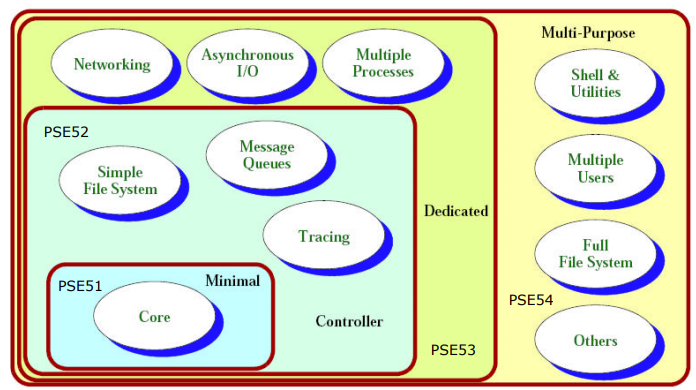 Multi-Purpose
Networking
Asynchronous
I/O
Multiple
Processes
Shell &
Utilities
PSE52
Message
Queues
Simple
File System
Multiple
Users
Dedicated
Tracing
Full
File System
PSE51
Minimal
PSE54
Core
Controller
Others
PSE53